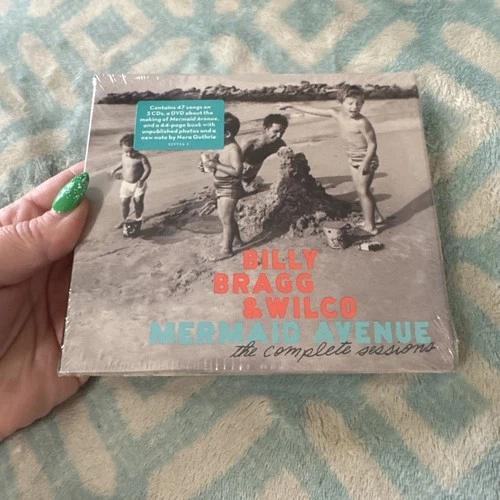 Contains 47 songs on
3 CDs, a DVD about the
making of Mermaid Avenue,
and a 44-page book with
unpublished photos and a
new note by Nora Guthrie
BILLY
BRAGG
& WILCO
MERMAID AVENUE
the complete sessions